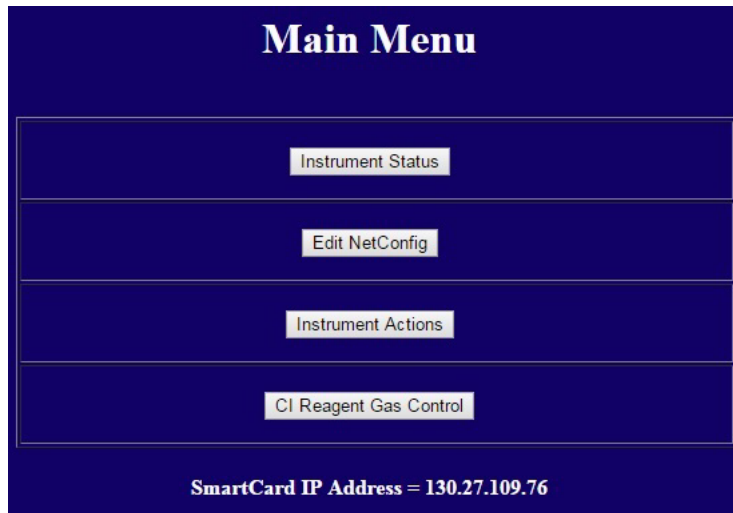 Main Menu
Instrument Status
Edit NetConfig
Instrument Actions
CI Reagent Gas Control
SmartCard IP Address = 130.27.109.76